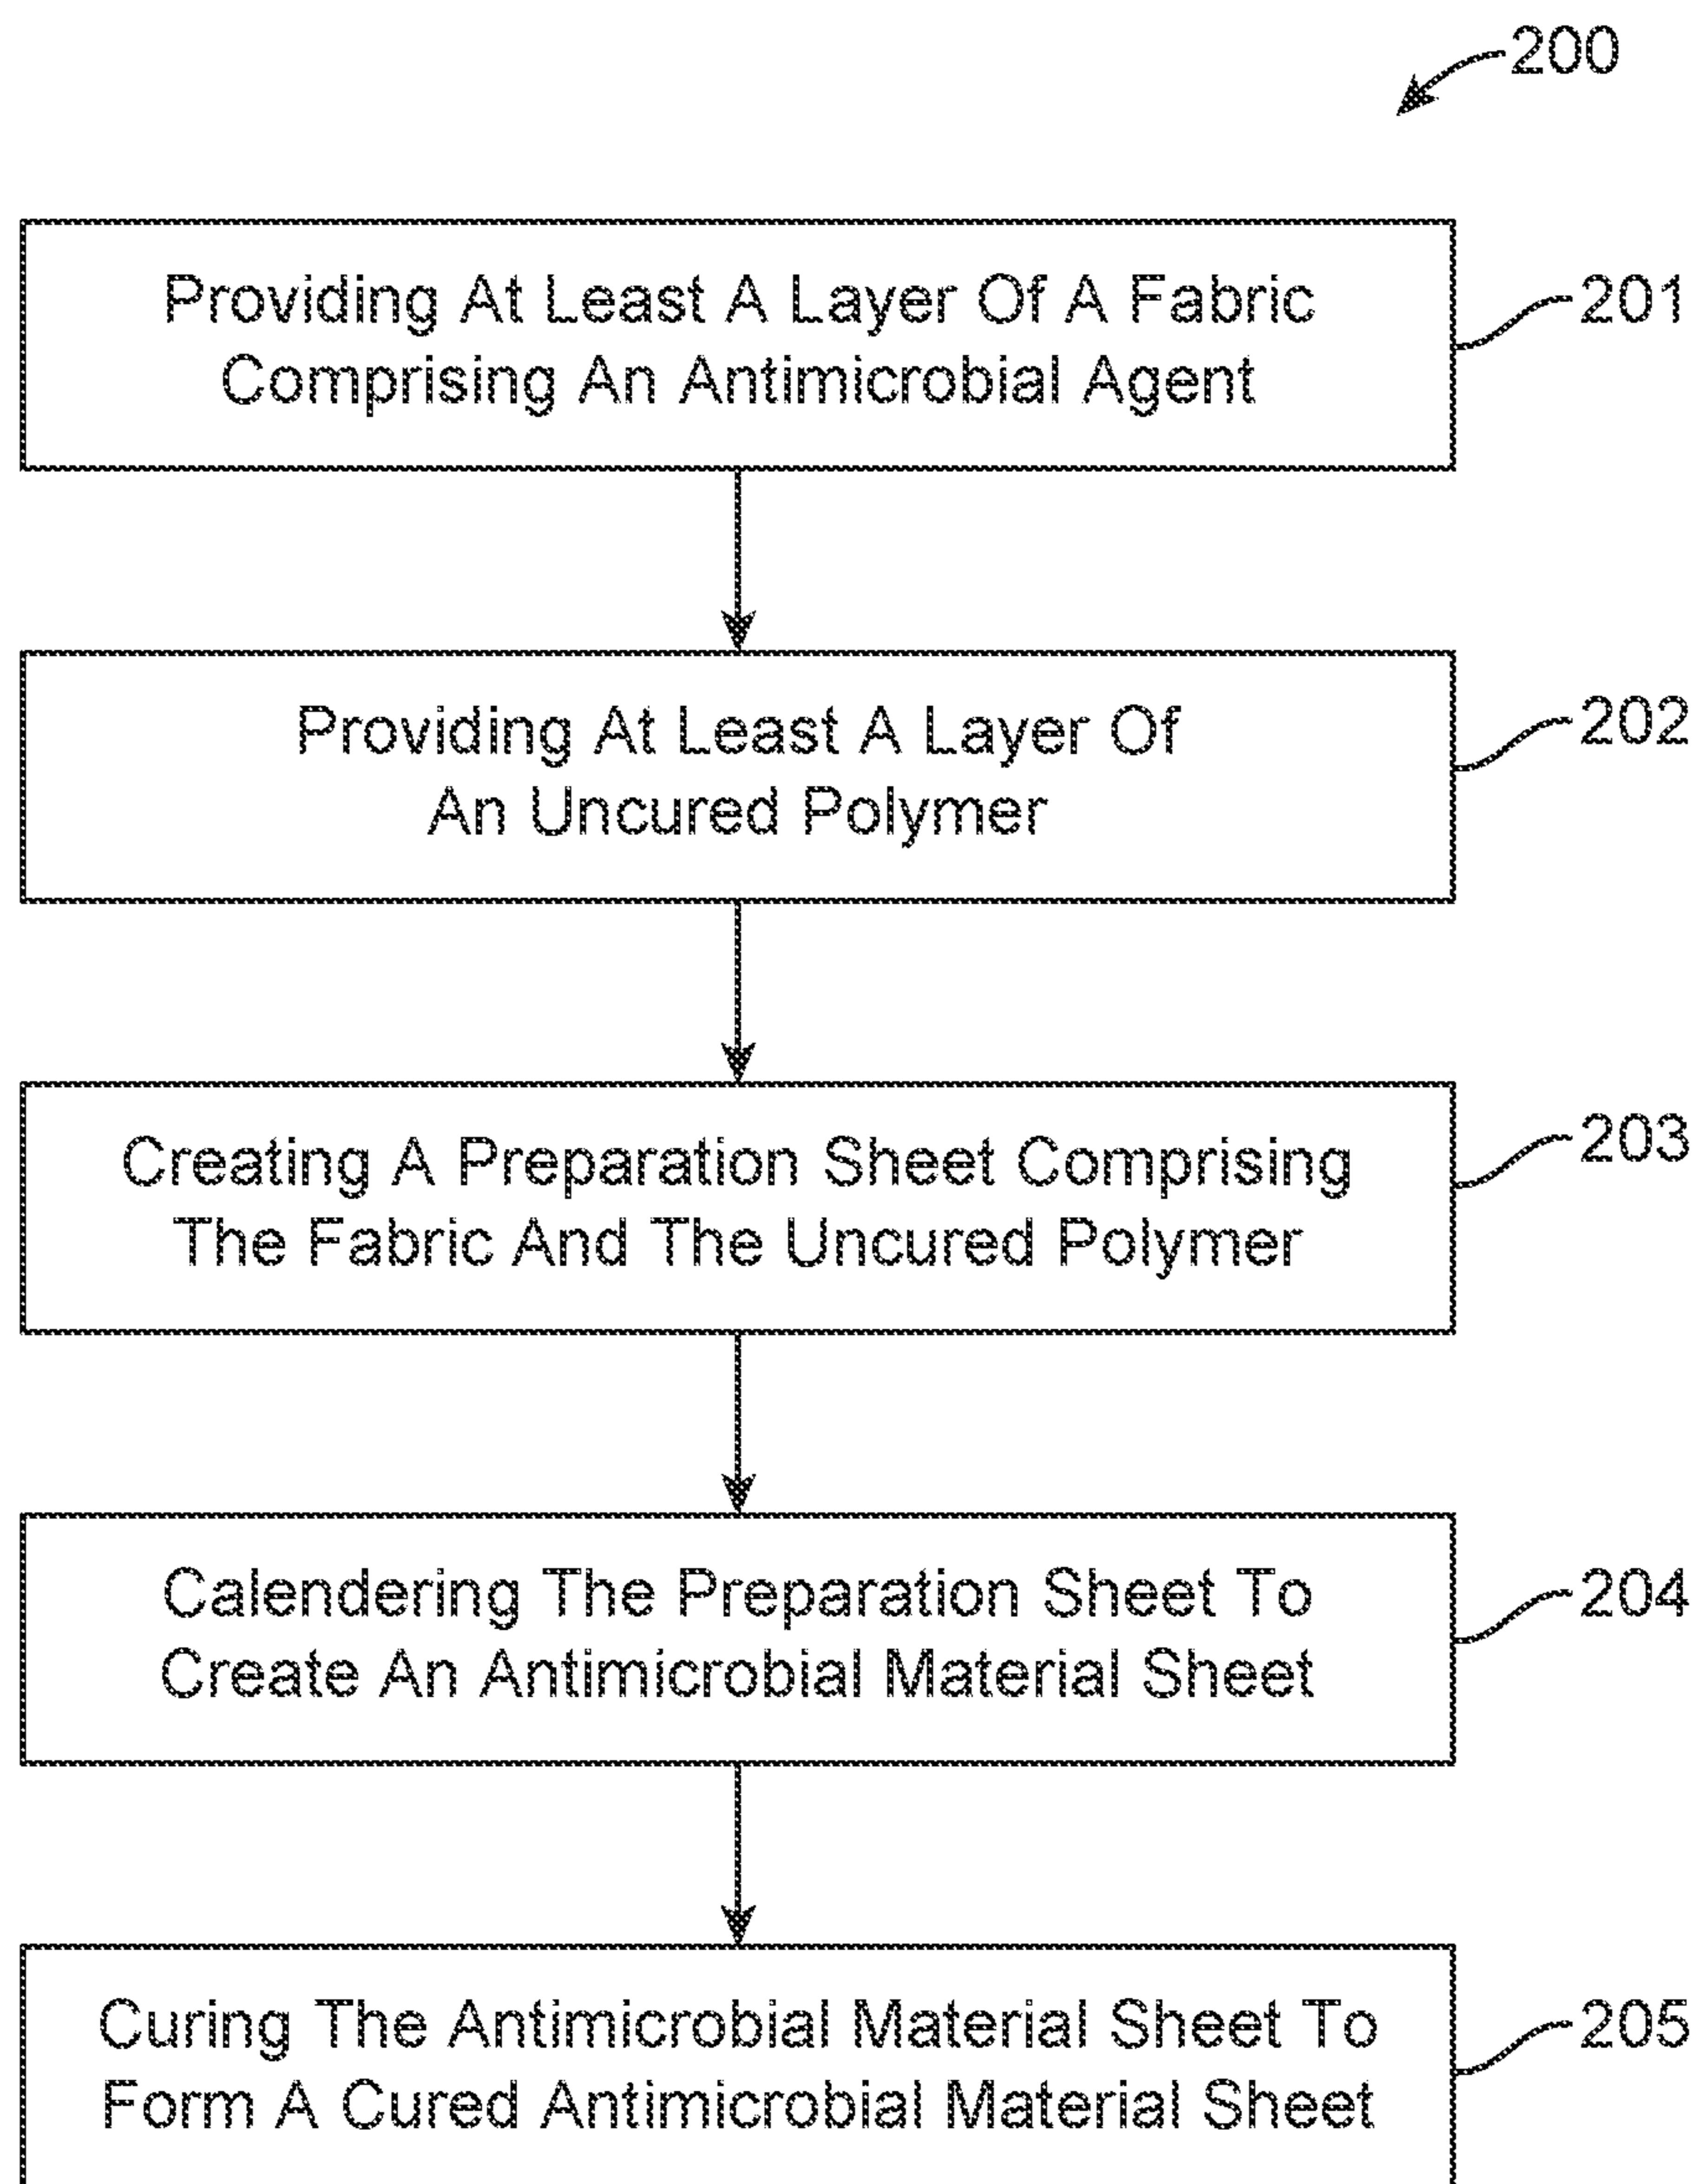 200
Providing At Least A Layer Of A Fabric
Comprising An Antimicrobial Agent
201
Providing At Least A Layer Of
An Uncured Polymer
202
Creating A Preparation Sheet Comprising
The Fabric And The Uncured Polymer
203
Calendering The Preparation Sheet To
Create An Antimicrobial Material Sheet
204
Curing The Antimicrobial Material Sheet To
Form A Cured Antimicrobial Material Sheet
205